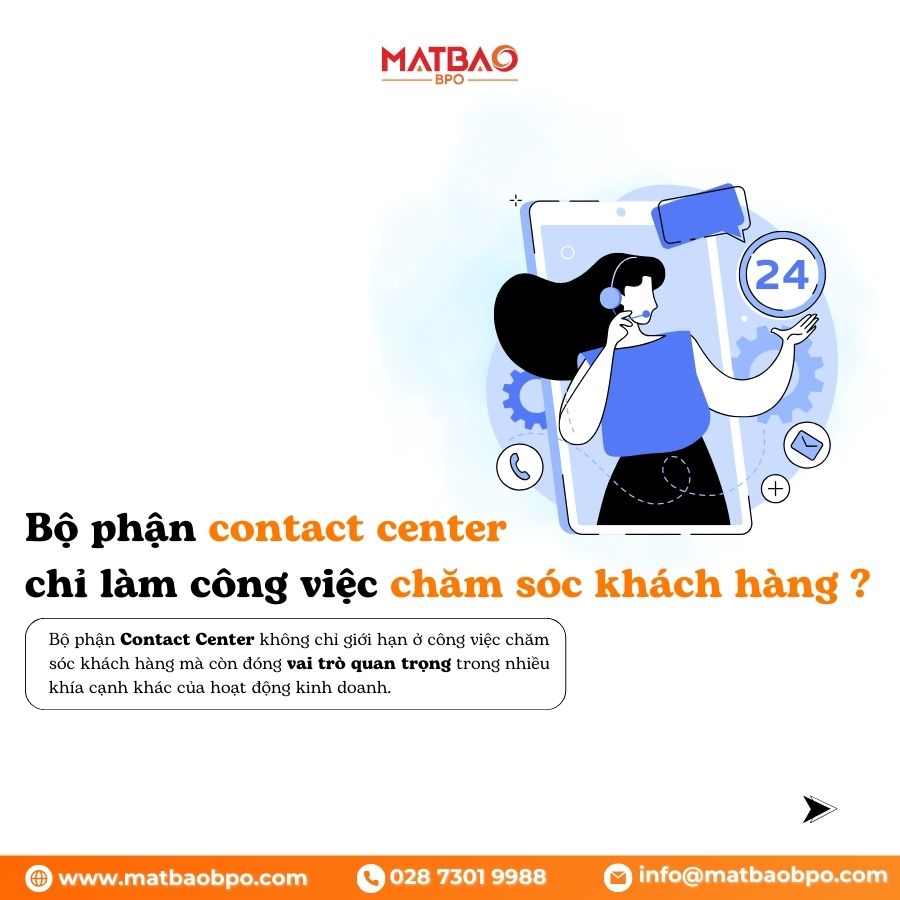 MATBAO
BPO
24
Bộ phận contact center
chỉ làm công việc chăm sóc khách hàng ?
Bộ phận Contact Center không chỉ giới hạn ở công việc chăm
sóc khách hàng mà còn đóng vai trò quan trọng trong nhiều
khía cạnh khác của hoạt động kinh doanh.
www.matbaobpo.com 028 7301 9988 info@matbaobpo.com